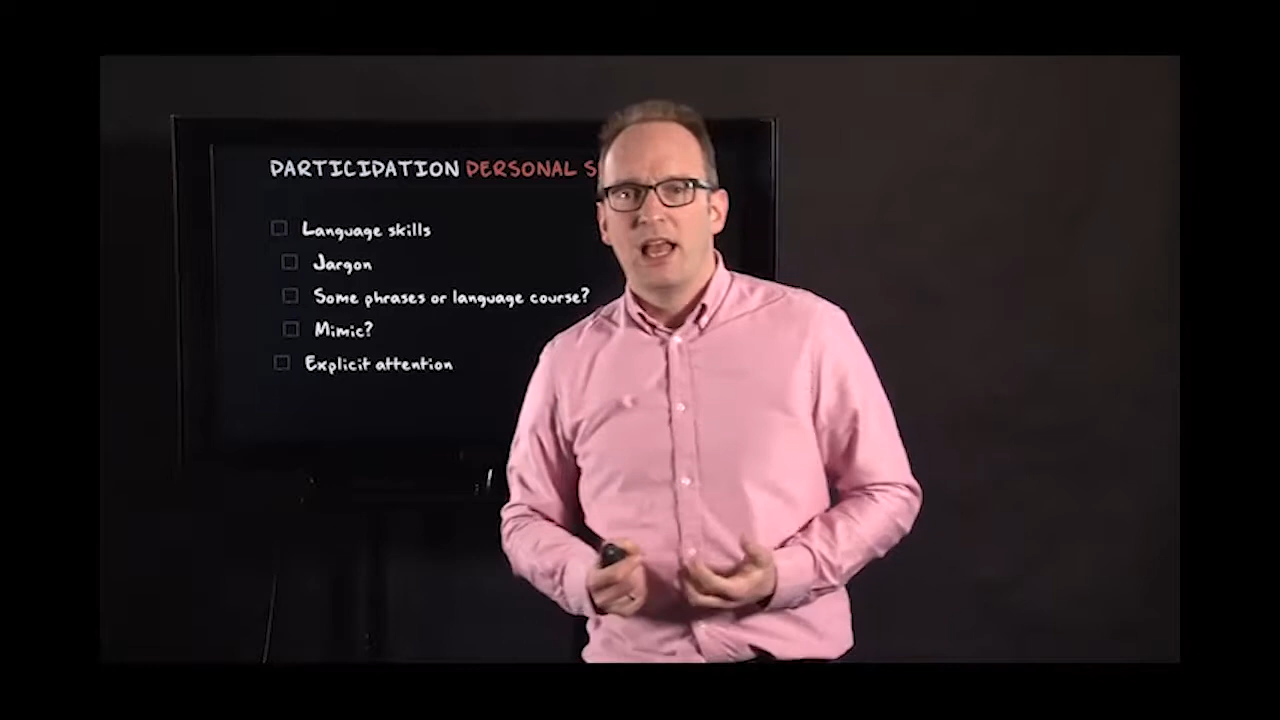 PARTICIPATION PERSONAL S
Language skills
Jargon
Some phrases or language course?
Mimic?
Explicit attention